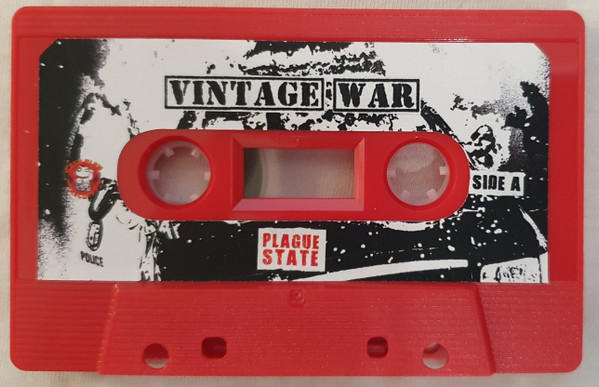 VINTAGE WAR
SIDE A
POLICE
PLAGUE
STATE